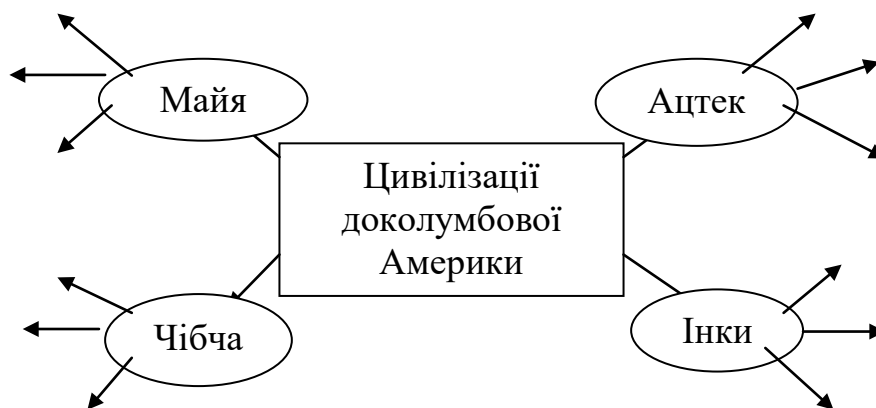 Майя
Ацтек
Цивілізації
доколумбової
Америки
Чібча
Інки